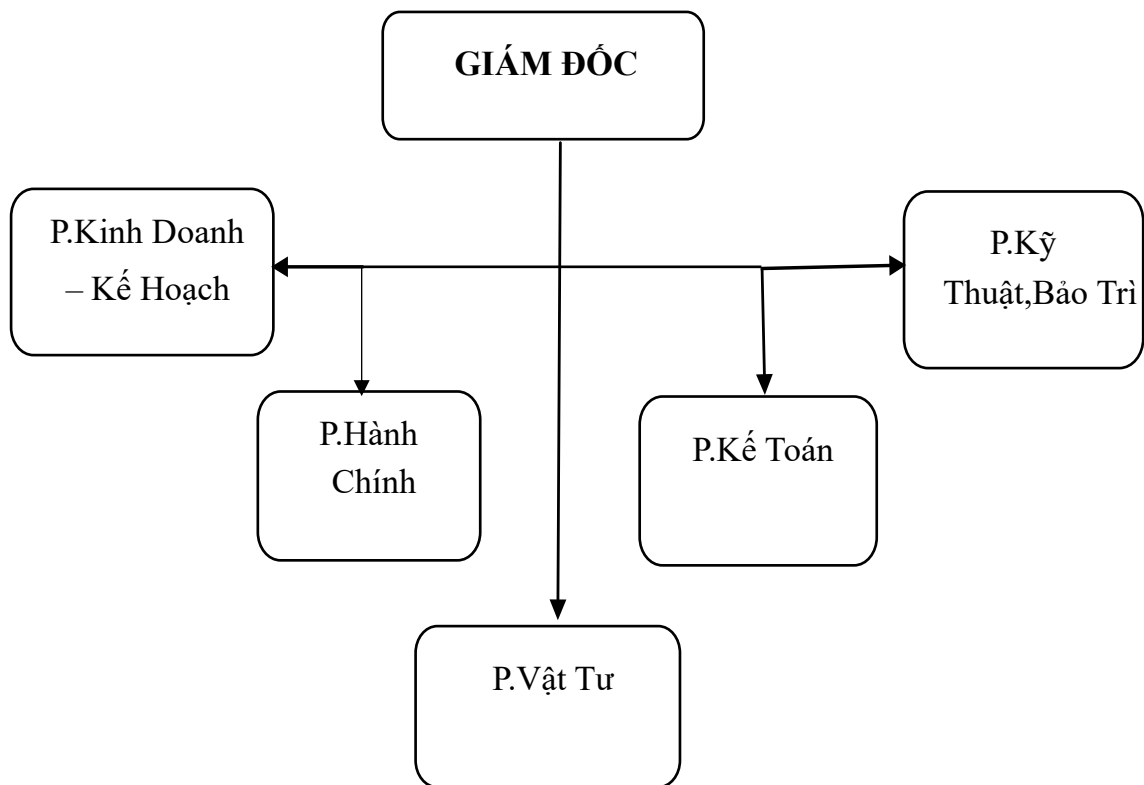 GIÁM ĐỐC
P.Kinh Doanh
– Kế Hoạch
P.Kỹ
Thuật,Bảo Trì
P.Hành
Chính
P.Kế Toán
P.Vật Tư